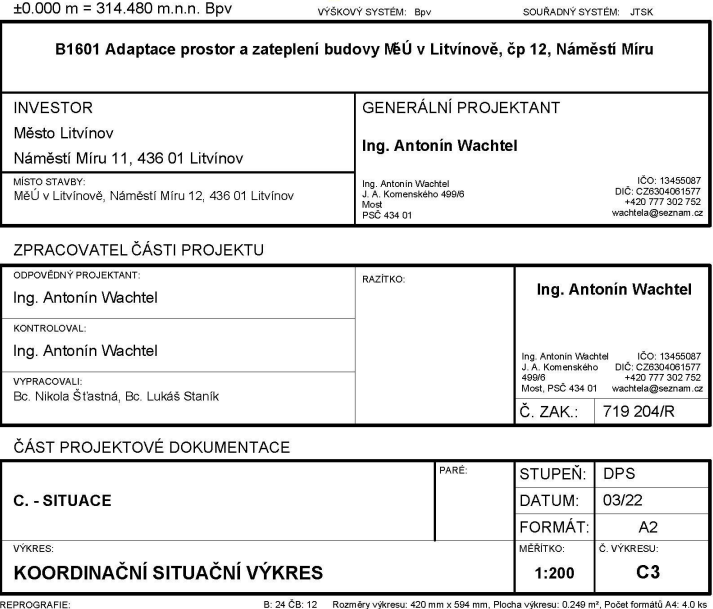 ±0.000 m = 314.480 m.n.n. Bpv
VÝŠKOVÝ SYSTÉM: Bpv
SOUŘADNÝ SYSTÉM: JTSK
B1601 Adaptace prostor a zateplení budovy MěÚ v Litvínově, čp 12, Náměstí Míru
INVESTOR
Město Litvínov
Náměstí Míru 11, 436 01 Litvínov
MÍSTO STAVBY:
MěÚ v Litvínově, Náměstí Míru 12, 436 01 Litvínov
GENERÁLNÍ PROJEKTANT
Ing. Antonín Wachtel
Ing. Antonín Wachtel
J. A. Komenského 499/6
Most
PSČ 434 01
IČO: 13455087
DIČ: CZ6304061577
+420 777 302 752
wachtela@seznam.cz
ZPRACOVATEL ČÁSTI PROJEKTU
ODPOVĚDNÝ PROJEKTANT:
Ing. Antonín Wachtel
KONTROLOVAL:
Ing. Antonín Wachtel
VYPRACOVALI:
Bc. Nikola Šťastná, Bc. Lukáš Staník
RAZÍTKO:
Ing. Antonín Wachtel
Ing. Antonín Wachtel
J. A. Komenského
499/6
Most, PSČ 434 01
IČO: 13455087
DIČ: CZ6304061577
+420 777 302 752
wachtela@seznam.cz
Č. ZAK.: 719 204/R
ČÁST PROJEKTOVÉ DOKUMENTACE
C. - SITUACE
PARÉ:
STUPEŇ: DPS
DATUM: 03/22
FORMÁT: A2
VÝKRES:
KOORDINAČNÍ SITUAČNÍ VÝKRES
MĚŘÍTKO:
1:200
Č. VÝKRESU:
C3
REPROGRAFIE:
B: 24 ČB: 12
Rozměry výkresu: 420 mm x 594 mm, Plocha výkresu: 0.249 m², Počet formátů A4: 4.0 ks